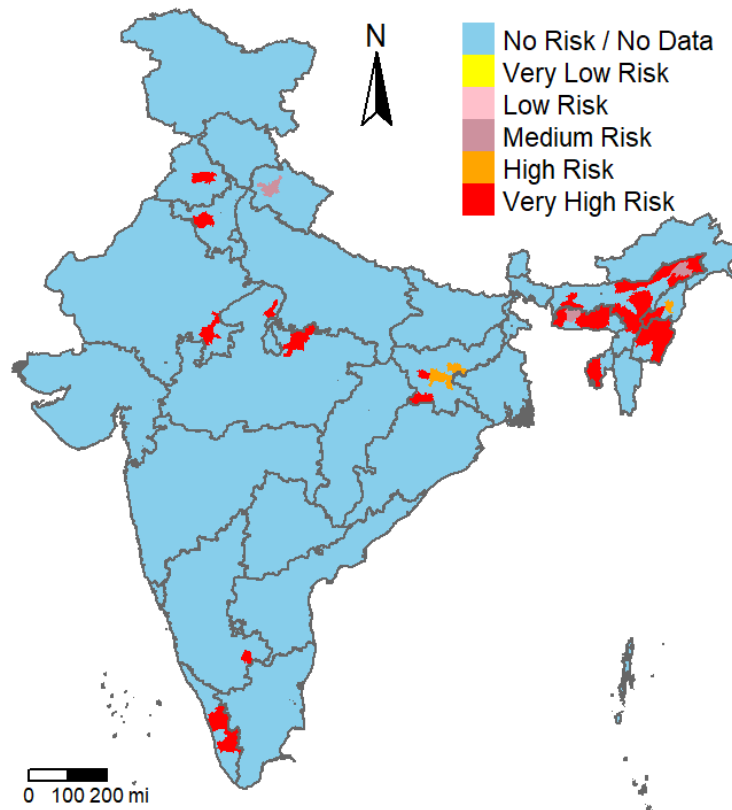 N
No Risk / No Data
Very Low Risk
Low Risk
Medium Risk
High Risk
Very High Risk
0 100 200 mi